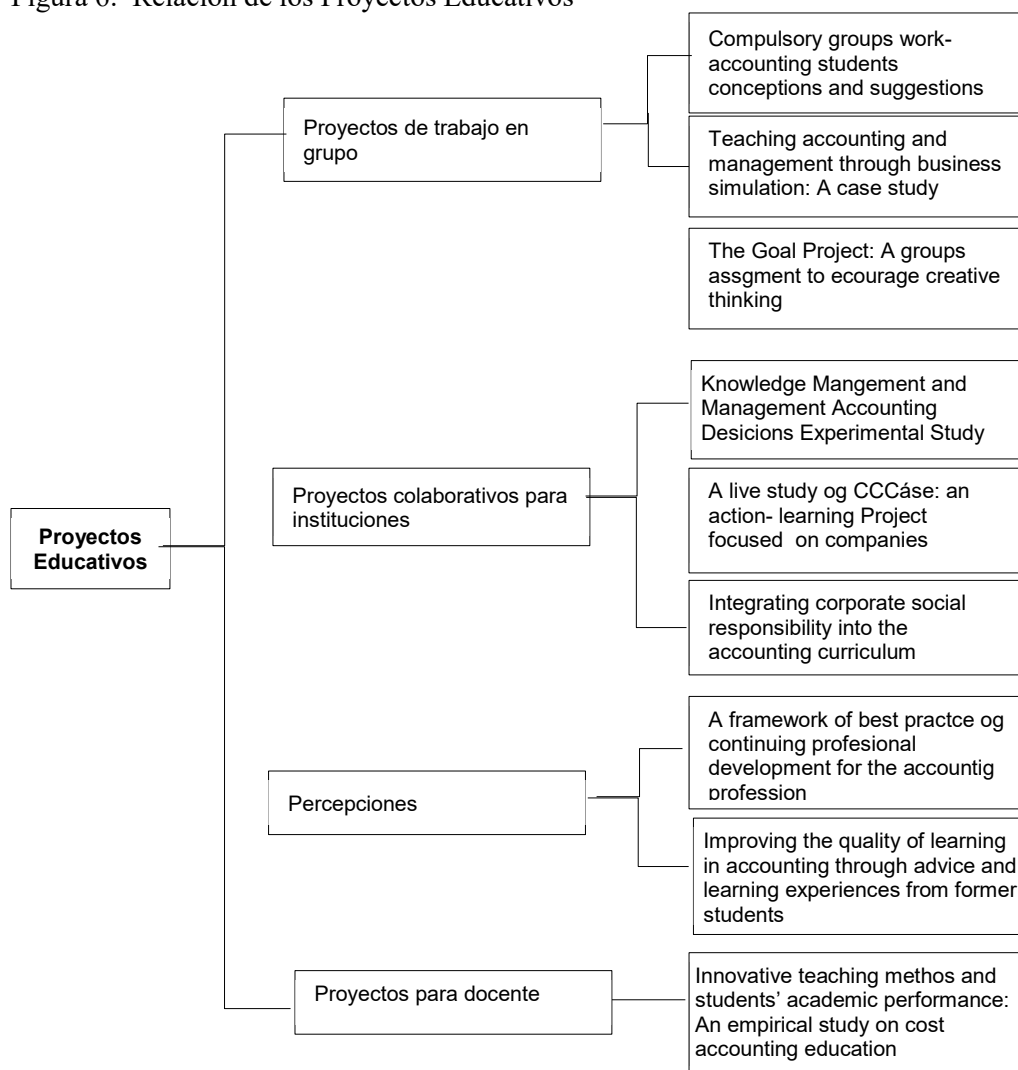 Figura 6. Relación de los Proyectos Educativos
Compulsory groups work-
accounting students
conceptions and suggestions
Proyectos de trabajo en
grupo
Teaching accounting and
management through business
simulation: A case study
The Goal Project: A groups
assgment to ecourage creative
thinking
Knowledge Mangement and
Management Accounting
Desicions Experimental Study
Proyectos colaborativos para
instituciones
A live study og CCCáse: an
action- learning Project
focused on companies
Proyectos
Educativos
Integrating corporate social
responsibility into the
accounting curriculum
A framework of best practce og
continuing profesional
development for the accountig
profession
Percepciones
Improving the quality of learning
in accounting through advice and
learning experiences from former
students
Proyectos para docente
Innovative teaching methos and
students’ academic performance:
An empirical study on cost
accounting education